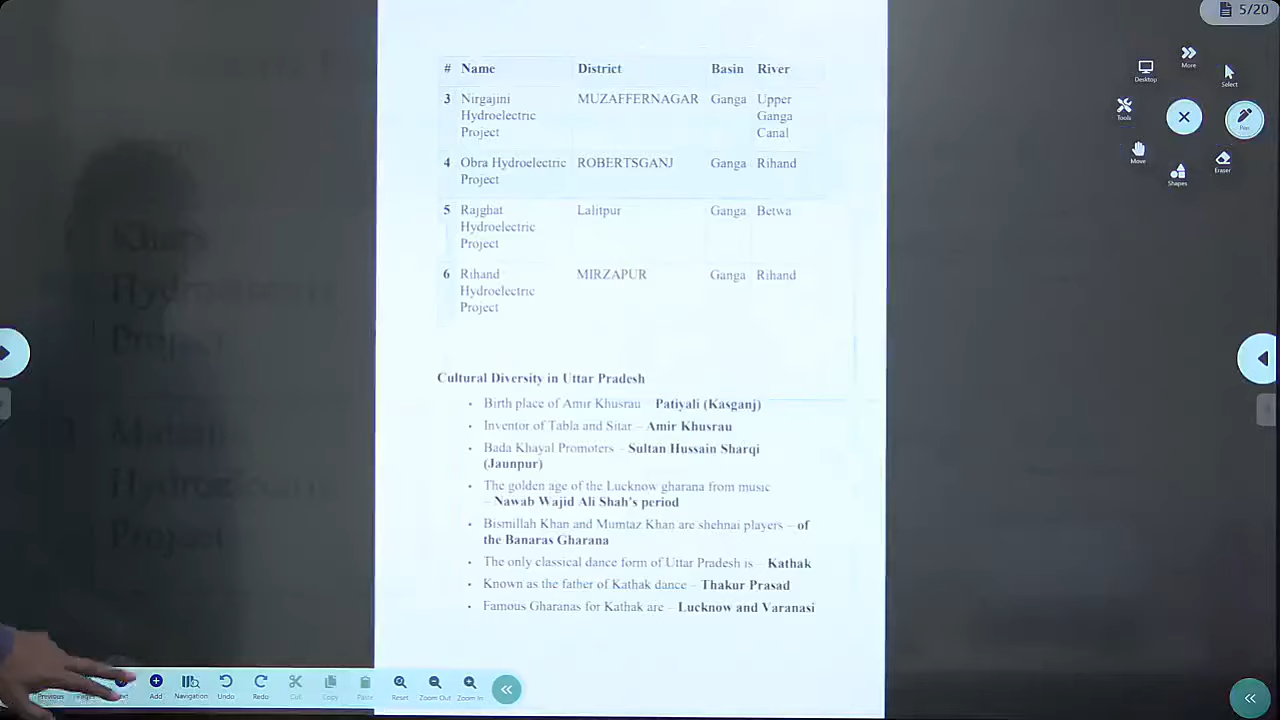 5/20
More
Desktop
Select
Tools
Pen
Move
Eraser
Shapes
# Name District Basin River
3 Nirgajini MUZAFFERNAGAR Ganga Upper
Hydroelectric Ganga
Project Canal
4 Obra Hydroelectric ROBERTSGANJ Ganga Rihand
Project
5 Rajghat Lalitpur Ganga Betwa
Hydroelectric
Project
6 Rihand MIRZAPUR Ganga Rihand
Hydroelectric
Project
Cultural Diversity in Uttar Pradesh
• Birth place of Amir Khusrau – Patiyali (Kasganj)
• Inventor of Tabla and Sitar – Amir Khusrau
• Bada Khayal Promoters – Sultan Hussain Sharqi
(Jaunpur)
• The golden age of the Lucknow gharana from music
– Nawab Wajid Ali Shah's period
• Bismillah Khan and Mumtaz Khan are shehnai players – of
the Banaras Gharana
• The only classical dance form of Uttar Pradesh is – Kathak
• Known as the father of Kathak dance – Thakur Prasad
• Famous Gharanas for Kathak are – Lucknow and Varanasi
Khara
Hydroelectric
Project
Hydroelectric
Project
Previous Add Navigation Undo Redo Cut Copy Paste Reset Zoom Out Zoom In